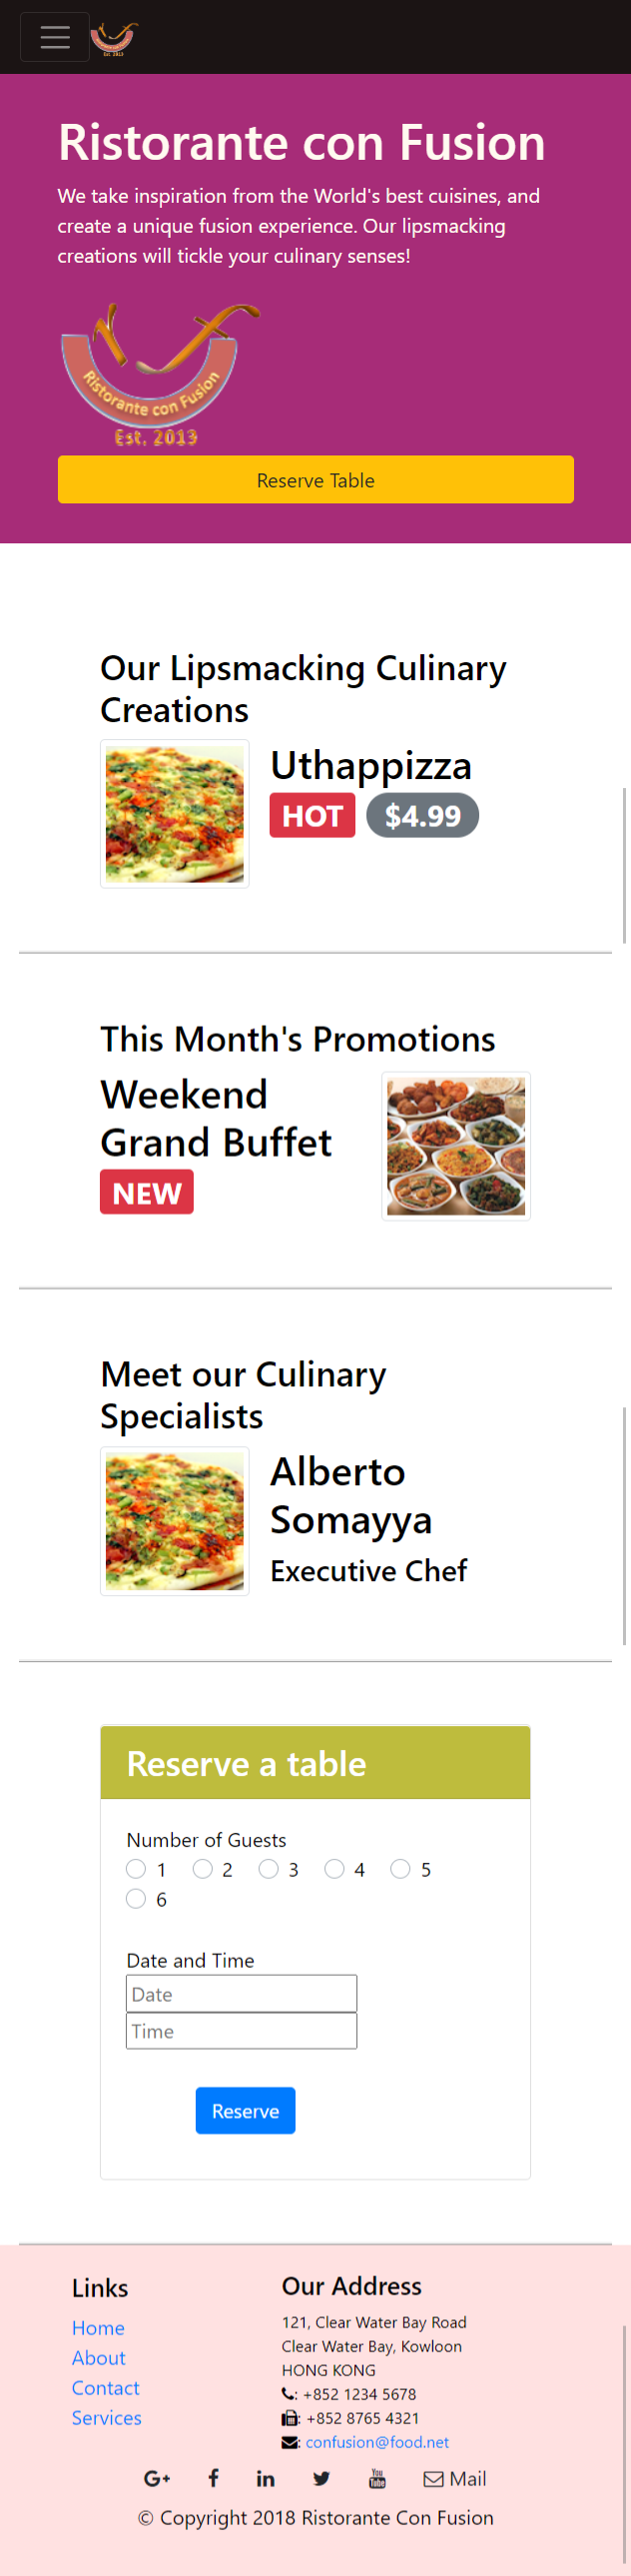 Est. 2013
Ristorante con Fusion
We take inspiration from the World's best cuisines, and
create a unique fusion experience. Our lipsmacking
creations will tickle your culinary senses!
Ristorante con Fusion
Est. 2013
Reserve Table
Our Lipsmacking Culinary
Creations
Uthappizza
HOT $4.99
This Month's Promotions
Weekend
Grand Buffet
NEW
Meet our Culinary
Specialists
Alberto
Somayya
Executive Chef
Reserve a table
Number of Guests
1 2 3 4 5
6
Date and Time
Date
Time
Reserve
Links
Home
About
Contact
Services
Our Address
121, Clear Water Bay Road
Clear Water Bay, Kowloon
HONG KONG
: +852 1234 5678
: +852 8765 4321
: confusion@food.net
G+ f in You Tube Mail
© Copyright 2018 Ristorante Con Fusion